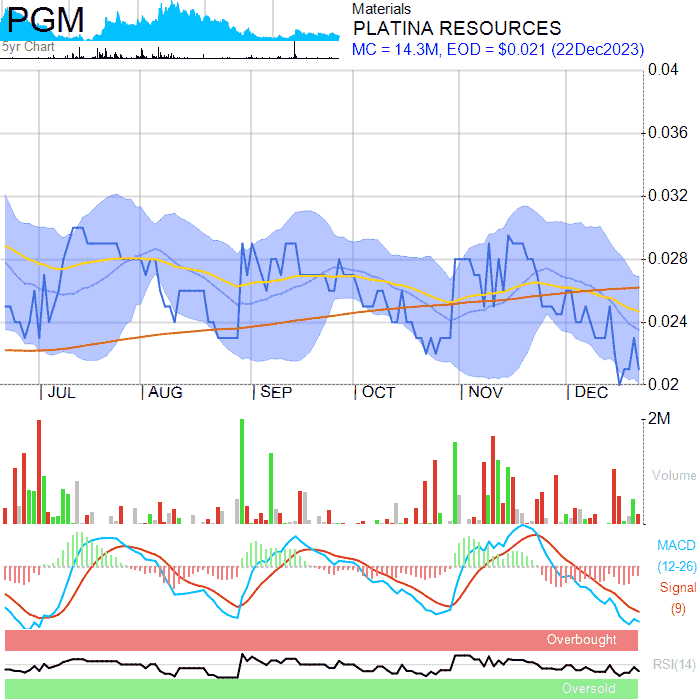 PGM
5yr Chart
Materials
PLATINA RESOURCES
MC = 14.3M, EOD = $0.021 (22Dec2023)
0.04
0.036
0.032
0.028
0.024
0.02
JUL AUG SEP OCT NOV DEC
2M
Volume
MACD
(12-26)
Signal
(9)
Overbought
RSI(14)
Oversold